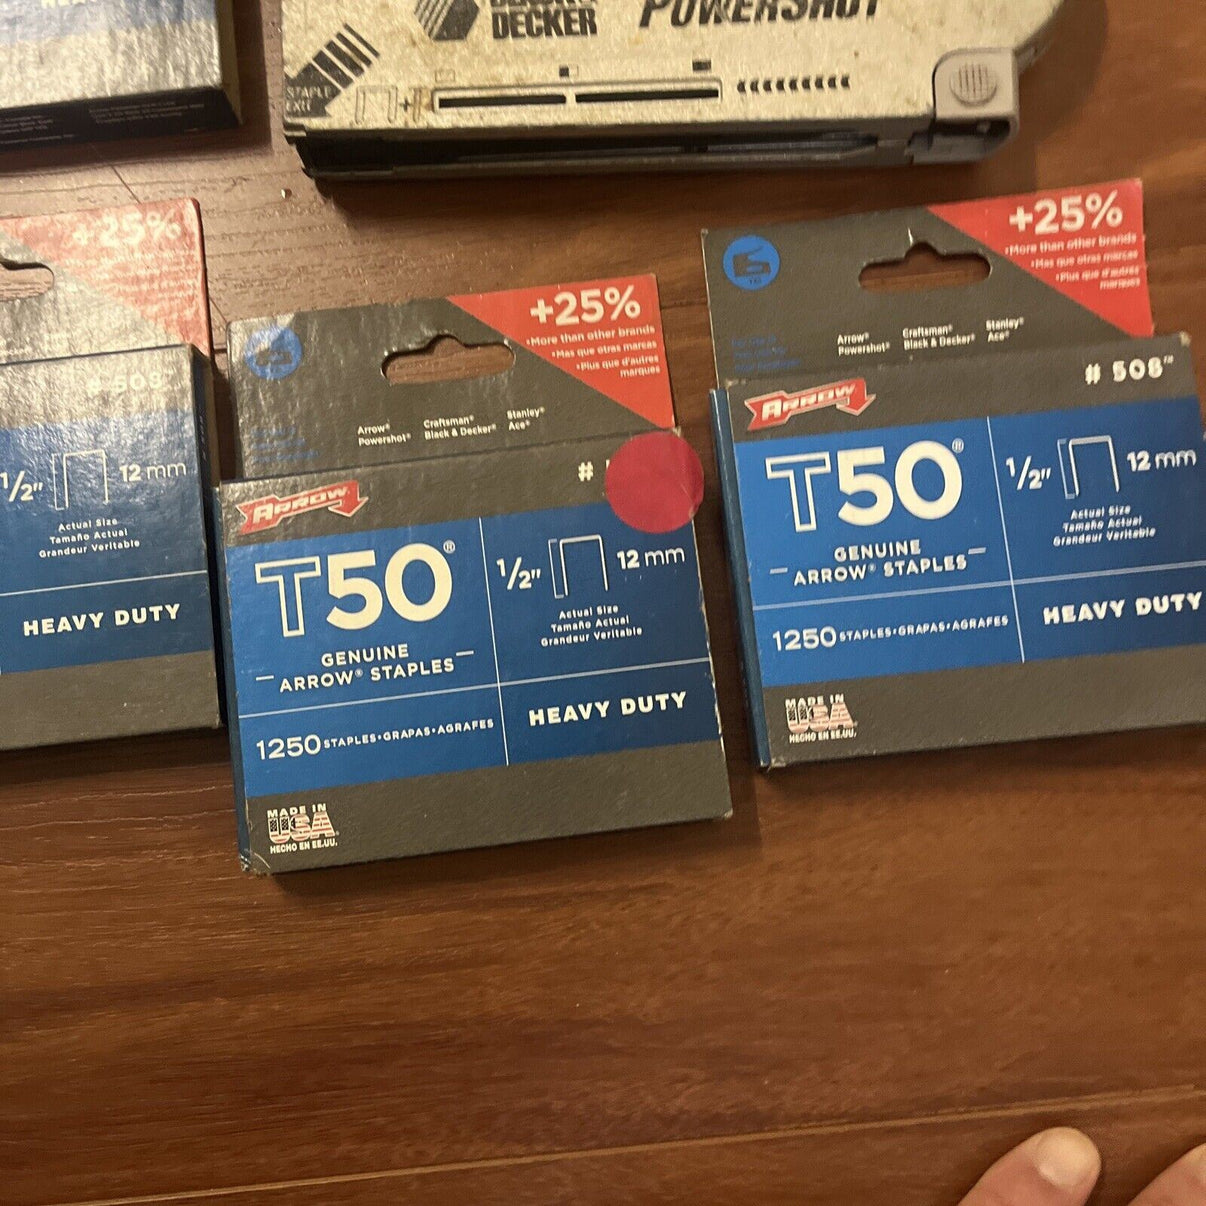 BLACK &
DECKER
POWERSHOT
STAPLE
EXIT
+25%
# 508™
1/2"
12 mm
Actual Size
Tamaño Actual
Grandeur Veritable
HEAVY DUTY
+25%
•More than other brands
•Mas que otras marcas
•Plus que d'autres
marques
Arrow®
Powershot®
Craftsman®
Black & Decker®
Stanley®
Ace®
#
ARROW
T50®
GENUINE
ARROW® STAPLES
1/2"
12 mm
Actual Size
Tamaño Actual
Grandeur Veritable
1250 STAPLES•GRAPAS•AGRAFES
HEAVY DUTY
MADE IN
USA
HECHO EN EE.UU.
+25%
•More than other brands
•Mas que otras marcas
•Plus que d'autres
marques
Arrow®
Powershot®
Craftsman®
Black & Decker®
Stanley®
Ace®
# 508™
ARROW
T50®
GENUINE
ARROW® STAPLES
1/2"
12 mm
Actual Size
Tamaño Actual
Grandeur Veritable
1250 STAPLES•GRAPAS•AGRAFES
HEAVY DUTY
MADE IN
USA
HECHO EN EE.UU.